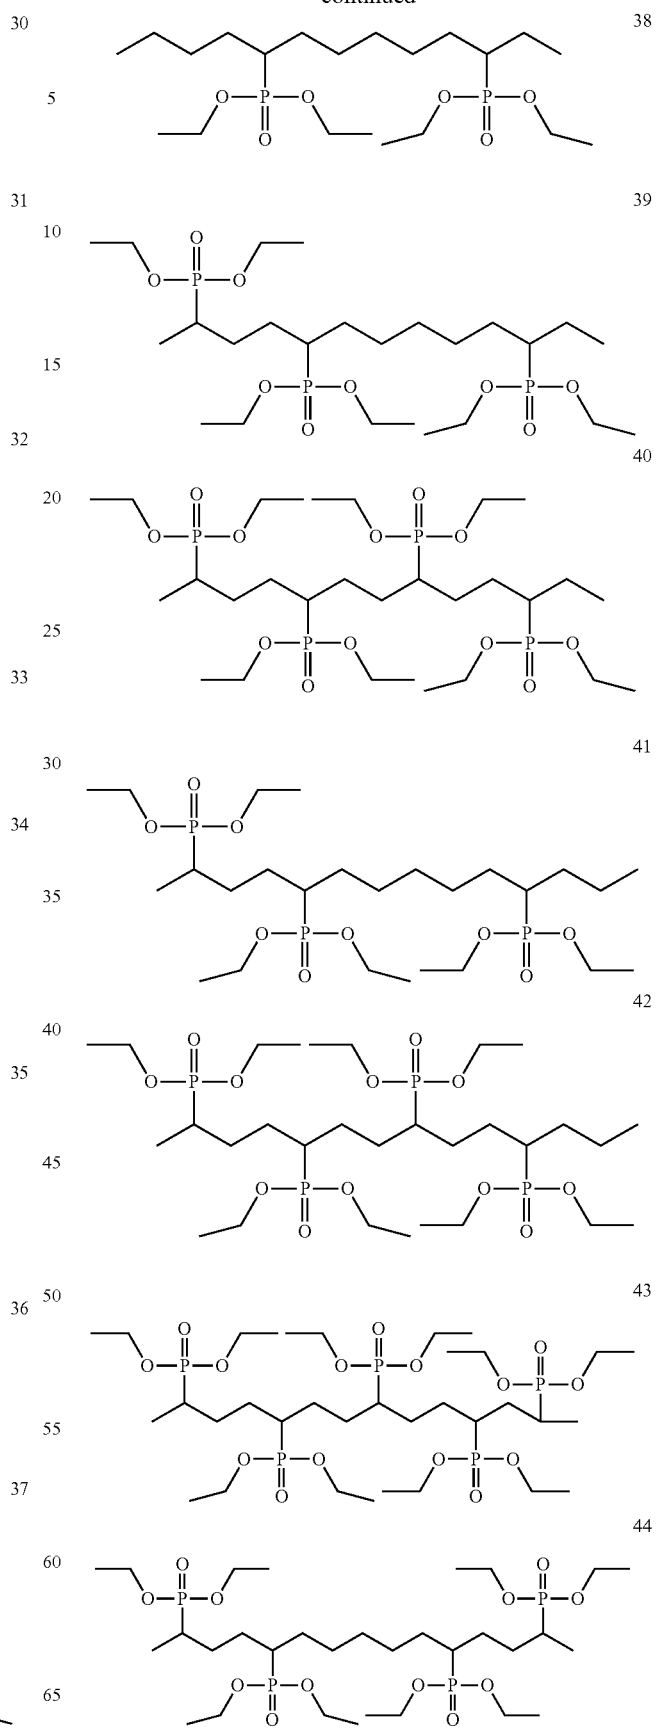 continued
30 38
5 O P O O P O
O O
31 39
10 O
O P O
15 O P O O P O
O O
32 40
20 O O
O P O O P O
25 O P O O P O
O O
33
41
30 O
34 O P O
35
O P O O P O
O O
42
40 O O
35 O P O O P O
45 O P O O P O
O O
36 50 43
O O O
O P O O P O O P O
55
O P O O P O
37 O O
44
60 O O
O P O O P O
65 O P O O P O
O O